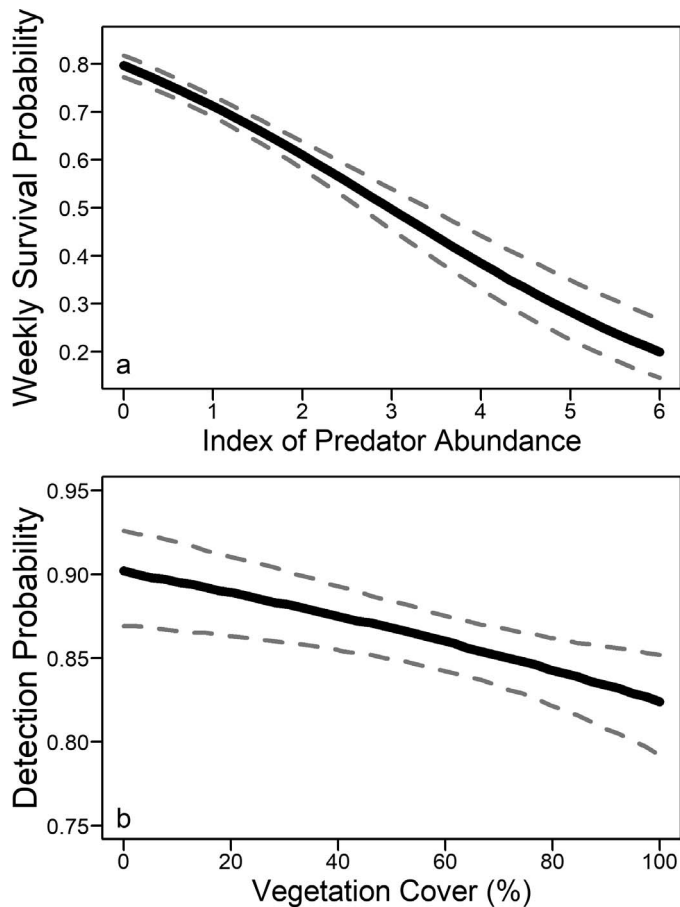 Weekly Survival Probability
0.8
0.7
0.6
0.5
0.4
0.3
0.2
a
0 1 2 3 4 5 6
Index of Predator Abundance
Detection Probability
0.95
0.90
0.85
0.80
0.75
b
0 20 40 60 80 100
Vegetation Cover (%)